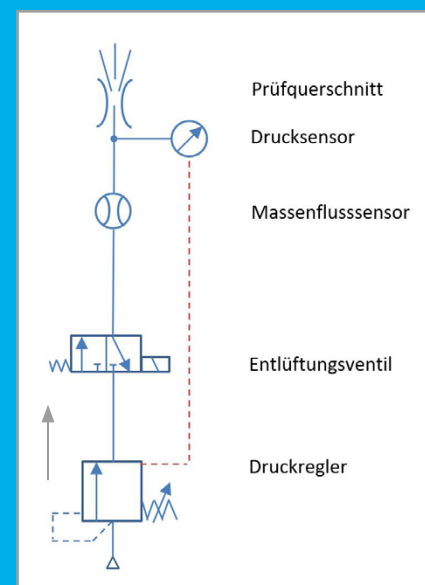 Prüfquerschnitt
Drucksensor
Massenflusssensor
Entlüftungsventil
Druckregler